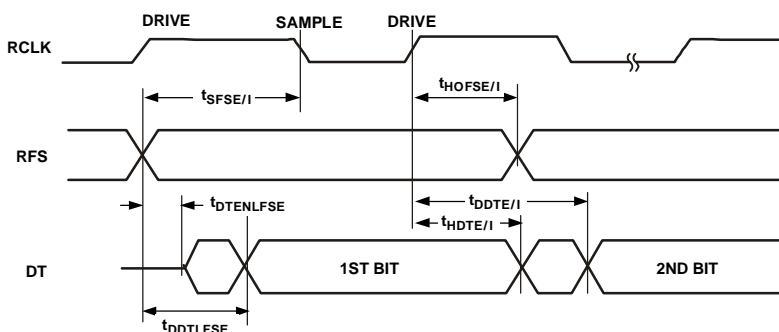 DRIVE SAMPLE DRIVE
RCLK
tSFSE/I tHOFSE/I
RFS
tDDTE/I
tDTENLFSE
tHDTE/I
DT 1ST BIT 2ND BIT
tDDTLFSE